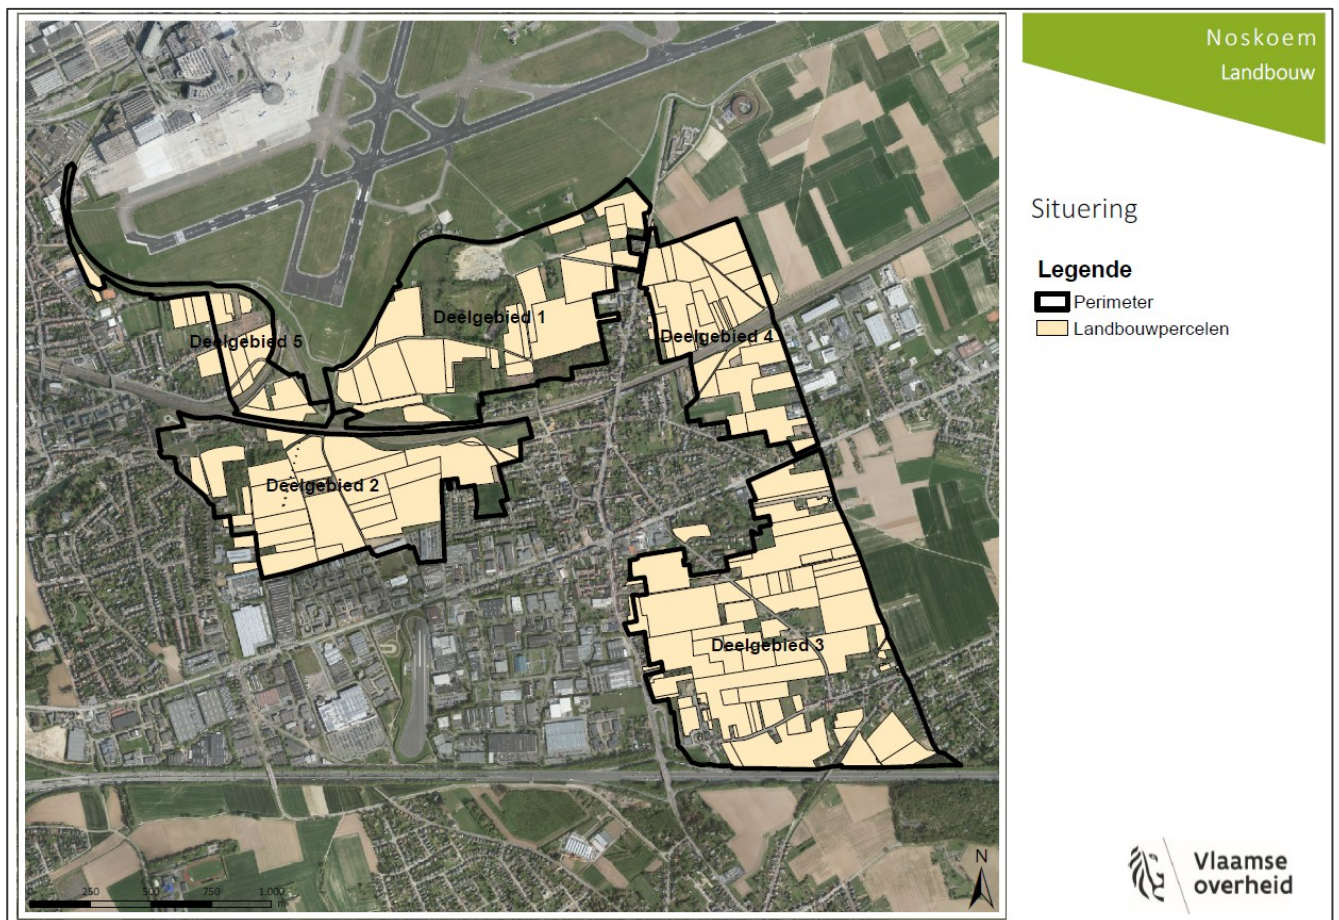 Noskoem
Landbouw
Situering
Legende
Perimeter
Landbouwpercelen
Deelgebied 1
Deelgebied 5
Deelgebied 4
Deelgebied 2
Deelgebied 3
0 250 500 750 1.000
m
N
Vlaamse
overheid